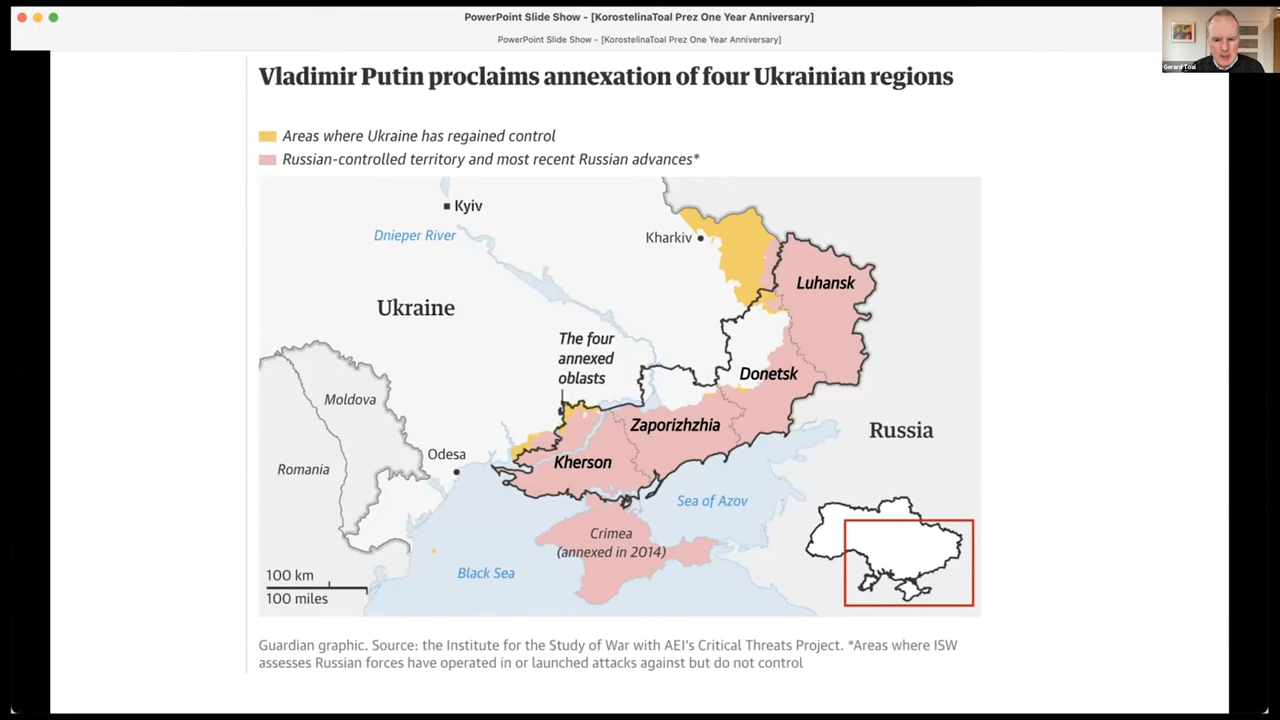 PowerPoint Slide Show - [KorostelinaToal Prez One Year Anniversary]
PowerPoint Slide Show - [KorostelinaToal Prez One Year Anniversary]
Gerard Toal
Vladimir Putin proclaims annexation of four Ukrainian regions
Areas where Ukraine has regained control
Russian-controlled territory and most recent Russian advances*
Kyiv
Dnieper River
Kharkiv
Luhansk
Ukraine
The four
annexed
oblasts
Donetsk
Moldova
Zaporizhzhia
Russia
Odesa
Kherson
Romania
Sea of Azov
Crimea
(annexed in 2014)
Black Sea
100 km
100 miles
Guardian graphic. Source: the Institute for the Study of War with AEI's Critical Threats Project. *Areas where ISW
assesses Russian forces have operated in or launched attacks against but do not control